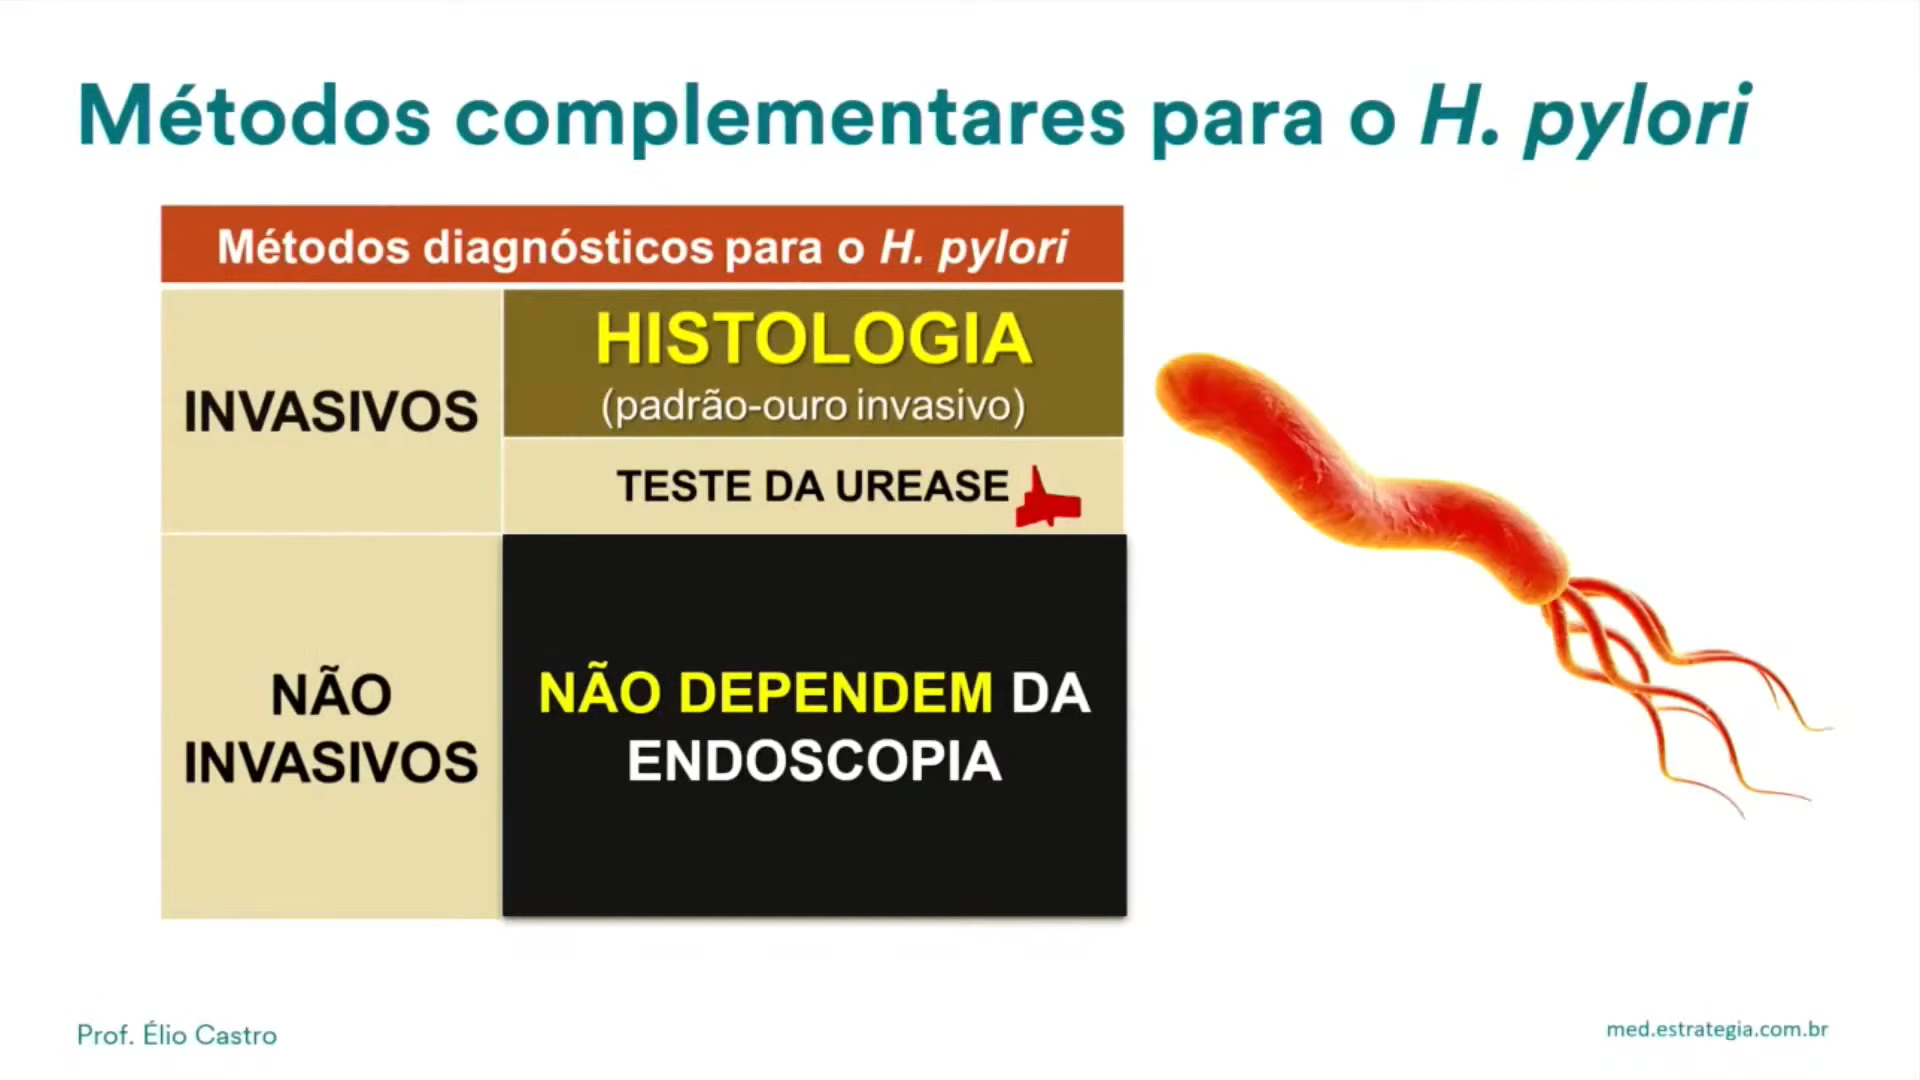 Métodos complementares para o H. pylori
Métodos diagnósticos para o H. pylori
INVASIVOS
HISTOLOGIA
(padrão-ouro invasivo)
TESTE DA UREASE
NÃO
INVASIVOS
NÃO DEPENDEM DA
ENDOSCOPIA
Prof. Élio Castro
med.estrategia.com.br